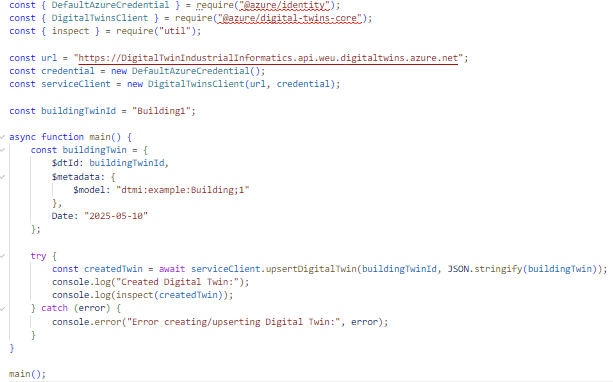 const { DefaultAzureCredential } = require("@azure/identity");
const { DigitalTwinsClient } = require("@azure/digital-twins-core");
const { inspect } = require("util");
const url = "https://DigitalTwinIndustrialInformatics.api.weu.digitaltwins.azure.net";
const credential = new DefaultAzureCredential();
const serviceClient = new DigitalTwinsClient(url, credential);
const buildingTwinId = "Building1";
async function main() {
    const buildingTwin = {
        $dtId: buildingTwinId,
        $metadata: {
            $model: "dtmi:example:Building;1"
        },
        Date: "2025-05-10"
    };
    try {
        const createdTwin = await serviceClient.upsertDigitalTwin(buildingTwinId, JSON.stringify(buildingTwin));
        console.log("Created Digital Twin:");
        console.log(inspect(createdTwin));
    } catch (error) {
        console.error("Error creating/upserting Digital Twin:", error);
    }
}
main();